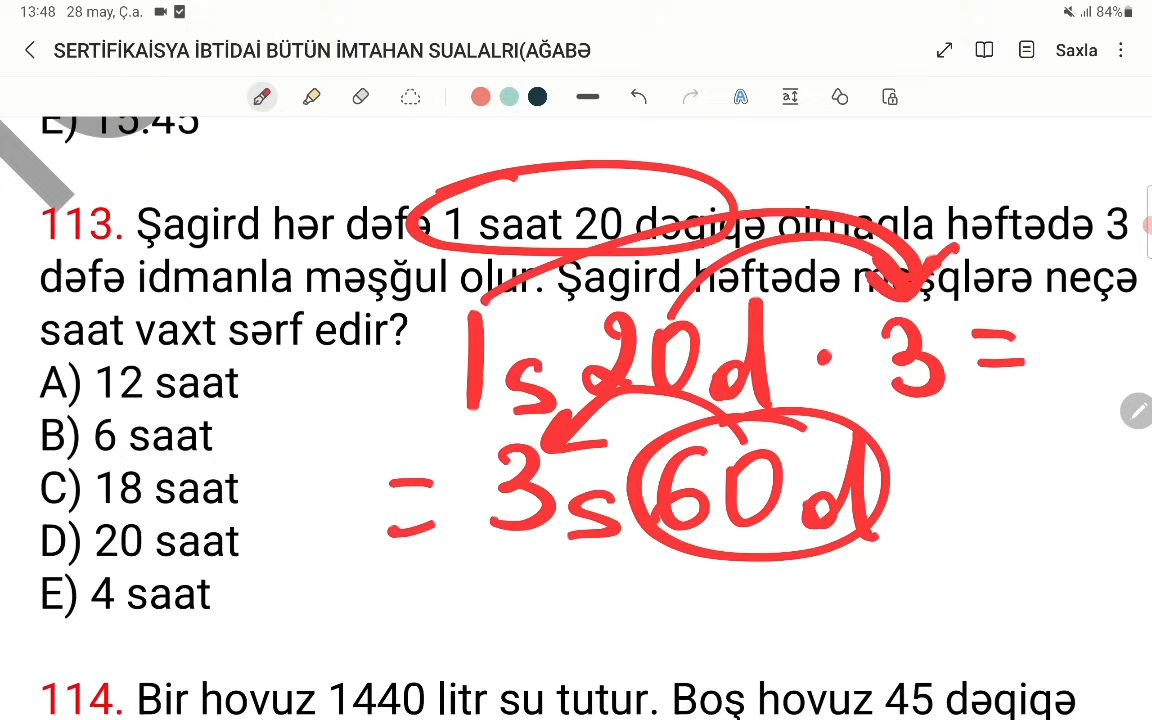 13:48 28 may, Ç.a. 84%
SERTİFİKAİSYA İBTİDAİ BÜTÜN İMTAHAN SUALALRI(AĞABƏ
Saxla
E) 15.45
113. Şagird hər dəfə 1 saat 20 dəqiqə olmaqla həftədə 3
dəfə idmanla məşğul olur. Şagird həftədə məşqlərə neçə
saat vaxt sərf edir?
1s 20d · 3 =
A) 12 saat
B) 6 saat
= 3s 60d
C) 18 saat
D) 20 saat
E) 4 saat
114. Bir hovuz 1440 litr su tutur. Boş hovuz 45 dəqiqə